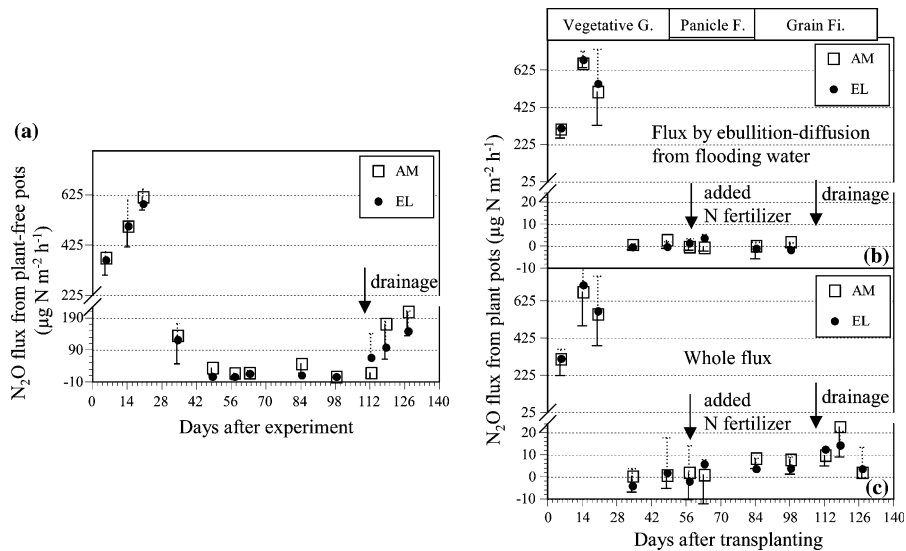 (a)
N₂O flux from plant-free pots
(µg N m⁻² h⁻¹)
625
425
225
190
90
-10
AM
EL
drainage
0 14 28 42 56 70 84 98 112 126 140
Days after experiment
Vegetative G. Panicle F. Grain Fi.
N₂O flux from plant pots (µg N m⁻² h⁻¹)
625
425
225
25
20
10
0
-10
AM
EL
Flux by ebullition-diffusion
from flooding water
added
N fertilizer
drainage
(b)
625
425
225
25
20
10
0
-10
AM
EL
Whole flux
added
N fertilizer
drainage
(c)
0 14 28 42 56 70 84 98 112 126 140
Days after transplanting